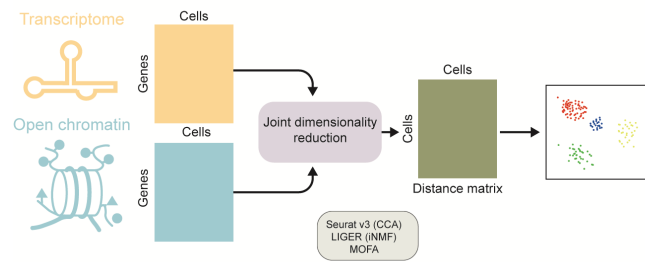 Transcriptome
Cells
Genes
Open chromatin
Cells
Genes
Joint dimensionality
reduction
Cells
Cells
Distance matrix
Seurat v3 (CCA)
LIGER (iNMF)
MOFA